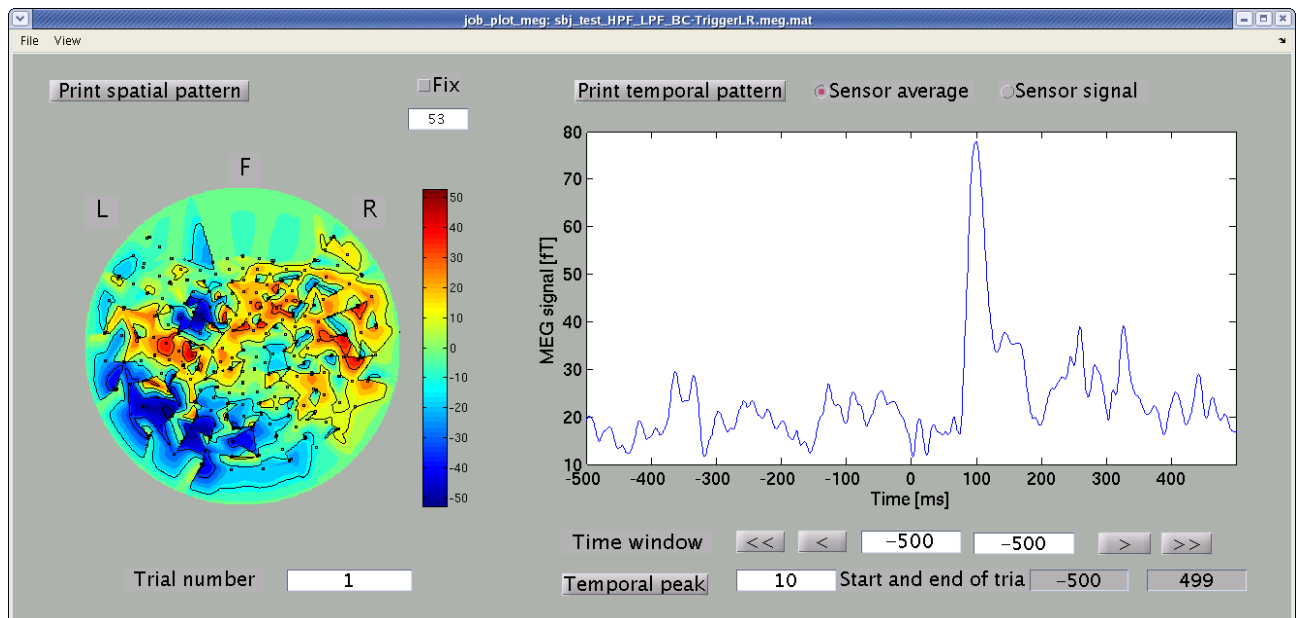 job_plot_meg: sbj_test_HPF_LPF_BC-TriggerLR.meg.mat
File View
Print spatial pattern
Fix
53
F
L
R
50
40
30
20
10
0
-10
-20
-30
-40
-50
Trial number 1
Print temporal pattern Sensor average Sensor signal
80
70
60
50
40
30
20
10
MEG signal [fT]
-500 -400 -300 -200 -100 0 100 200 300 400
Time [ms]
Time window << < -500 -500 > >>
Temporal peak 10 Start and end of tria -500 499